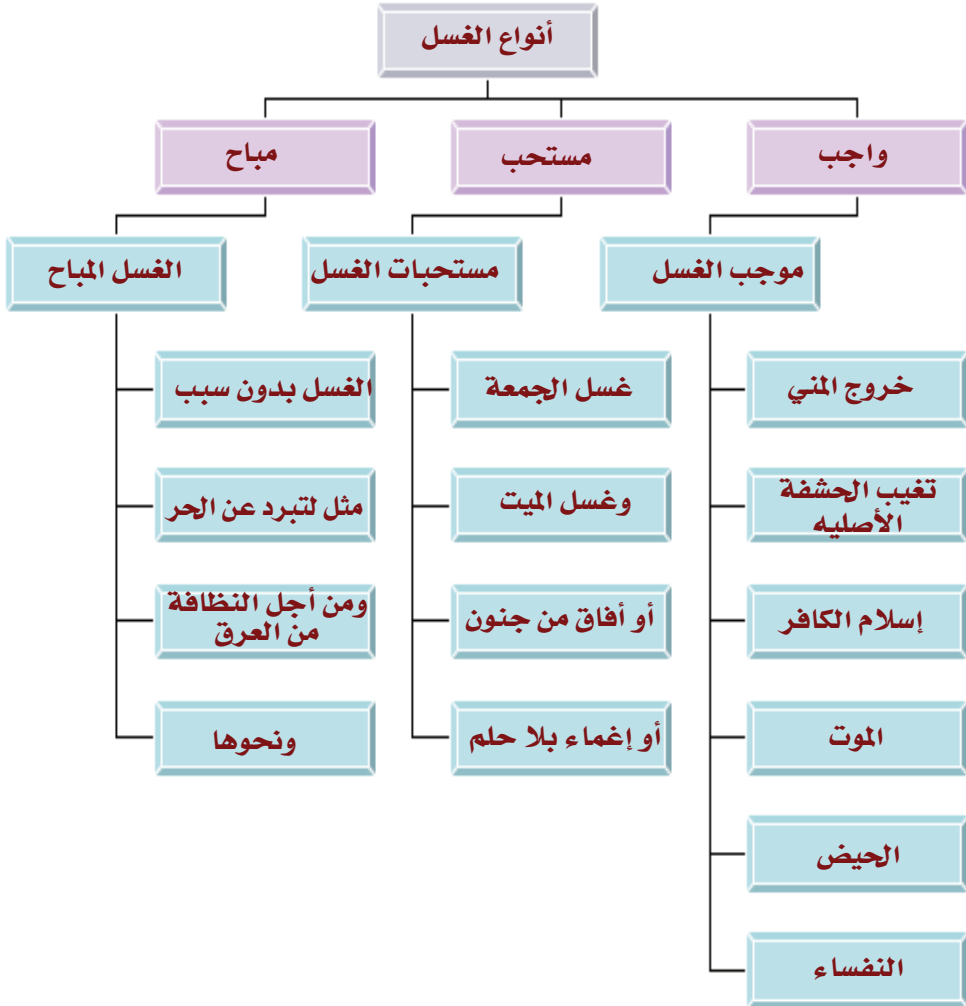 أنواع الغسل
واجب
مستحب
مباح
موجب الغسل
مستحبات الغسل
الغسل المباح
خروج المني
غسل الجمعة
الغسل بدون سبب
تغيب الحشفة
الأصليه
وغسل الميت
مثل لتبرد عن الحر
إسلام الكافر
أو أفاق من جنون
ومن أجل النظافة
من العرق
الموت
أو إغماء بلا حلم
ونحوها
الحيض
النفساء